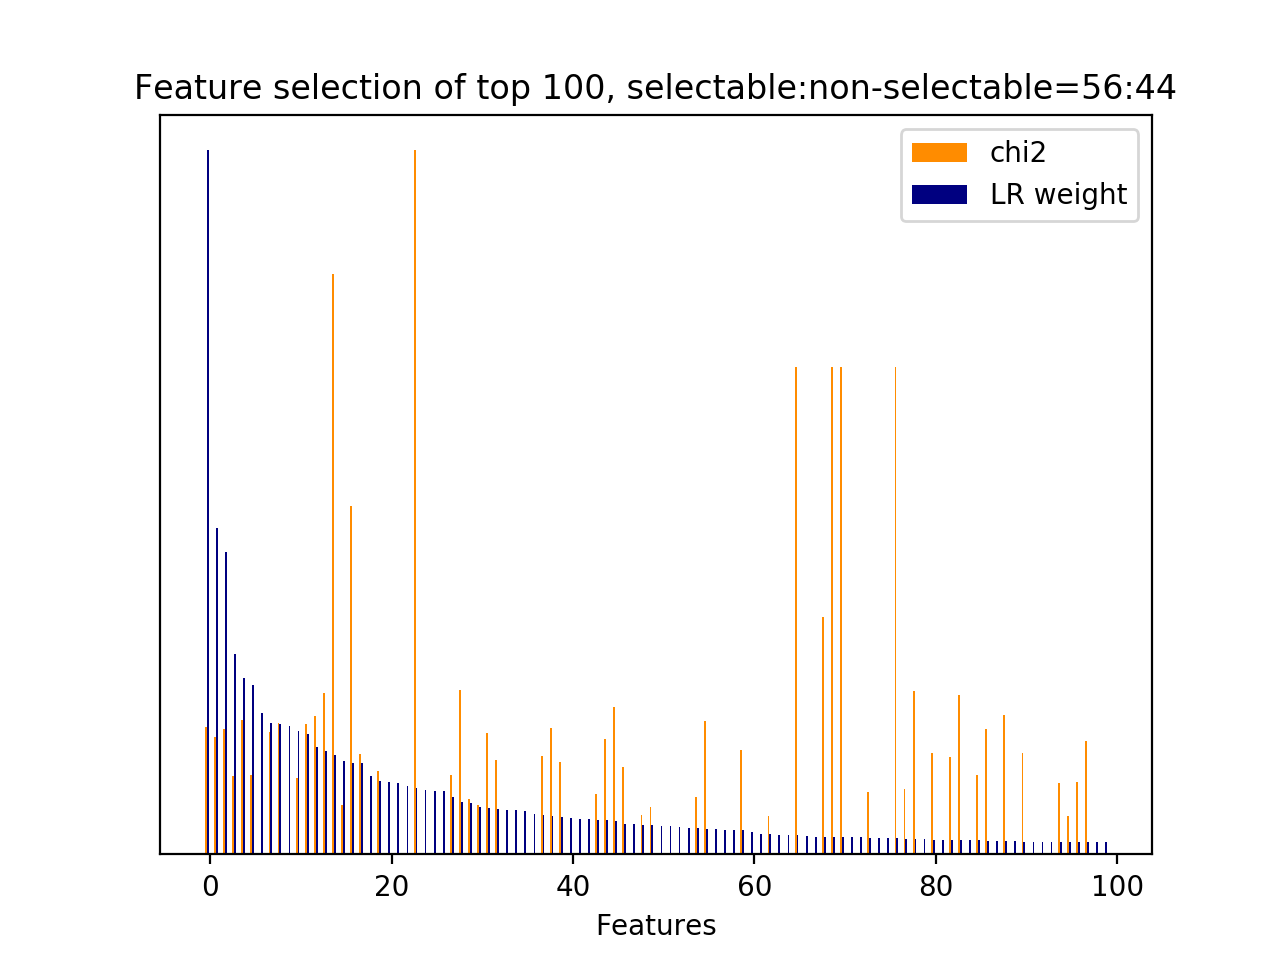 Feature selection of top 100, selectable:non-selectable=56:44
chi2
LR weight
0 20 40 60 80 100
Features